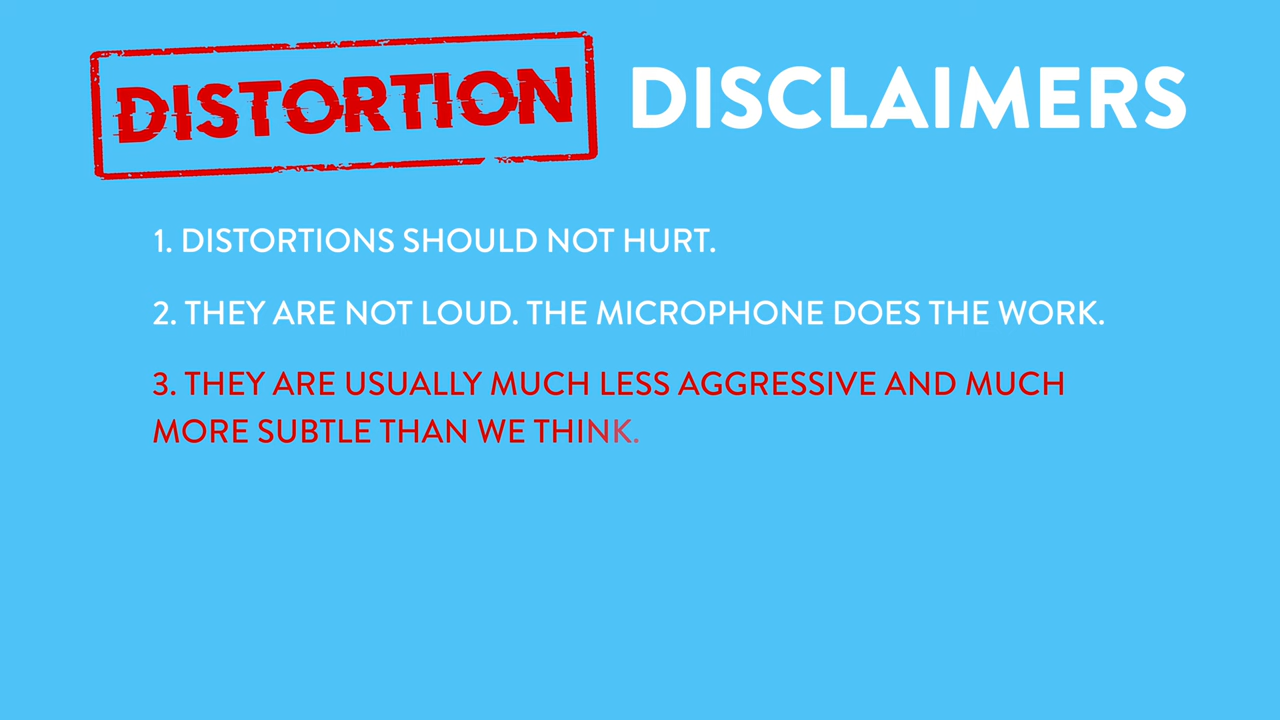 DISTORTION DISCLAIMERS
1. DISTORTIONS SHOULD NOT HURT.
2. THEY ARE NOT LOUD. THE MICROPHONE DOES THE WORK.
3. THEY ARE USUALLY MUCH LESS AGGRESSIVE AND MUCH
MORE SUBTLE THAN WE THINK.